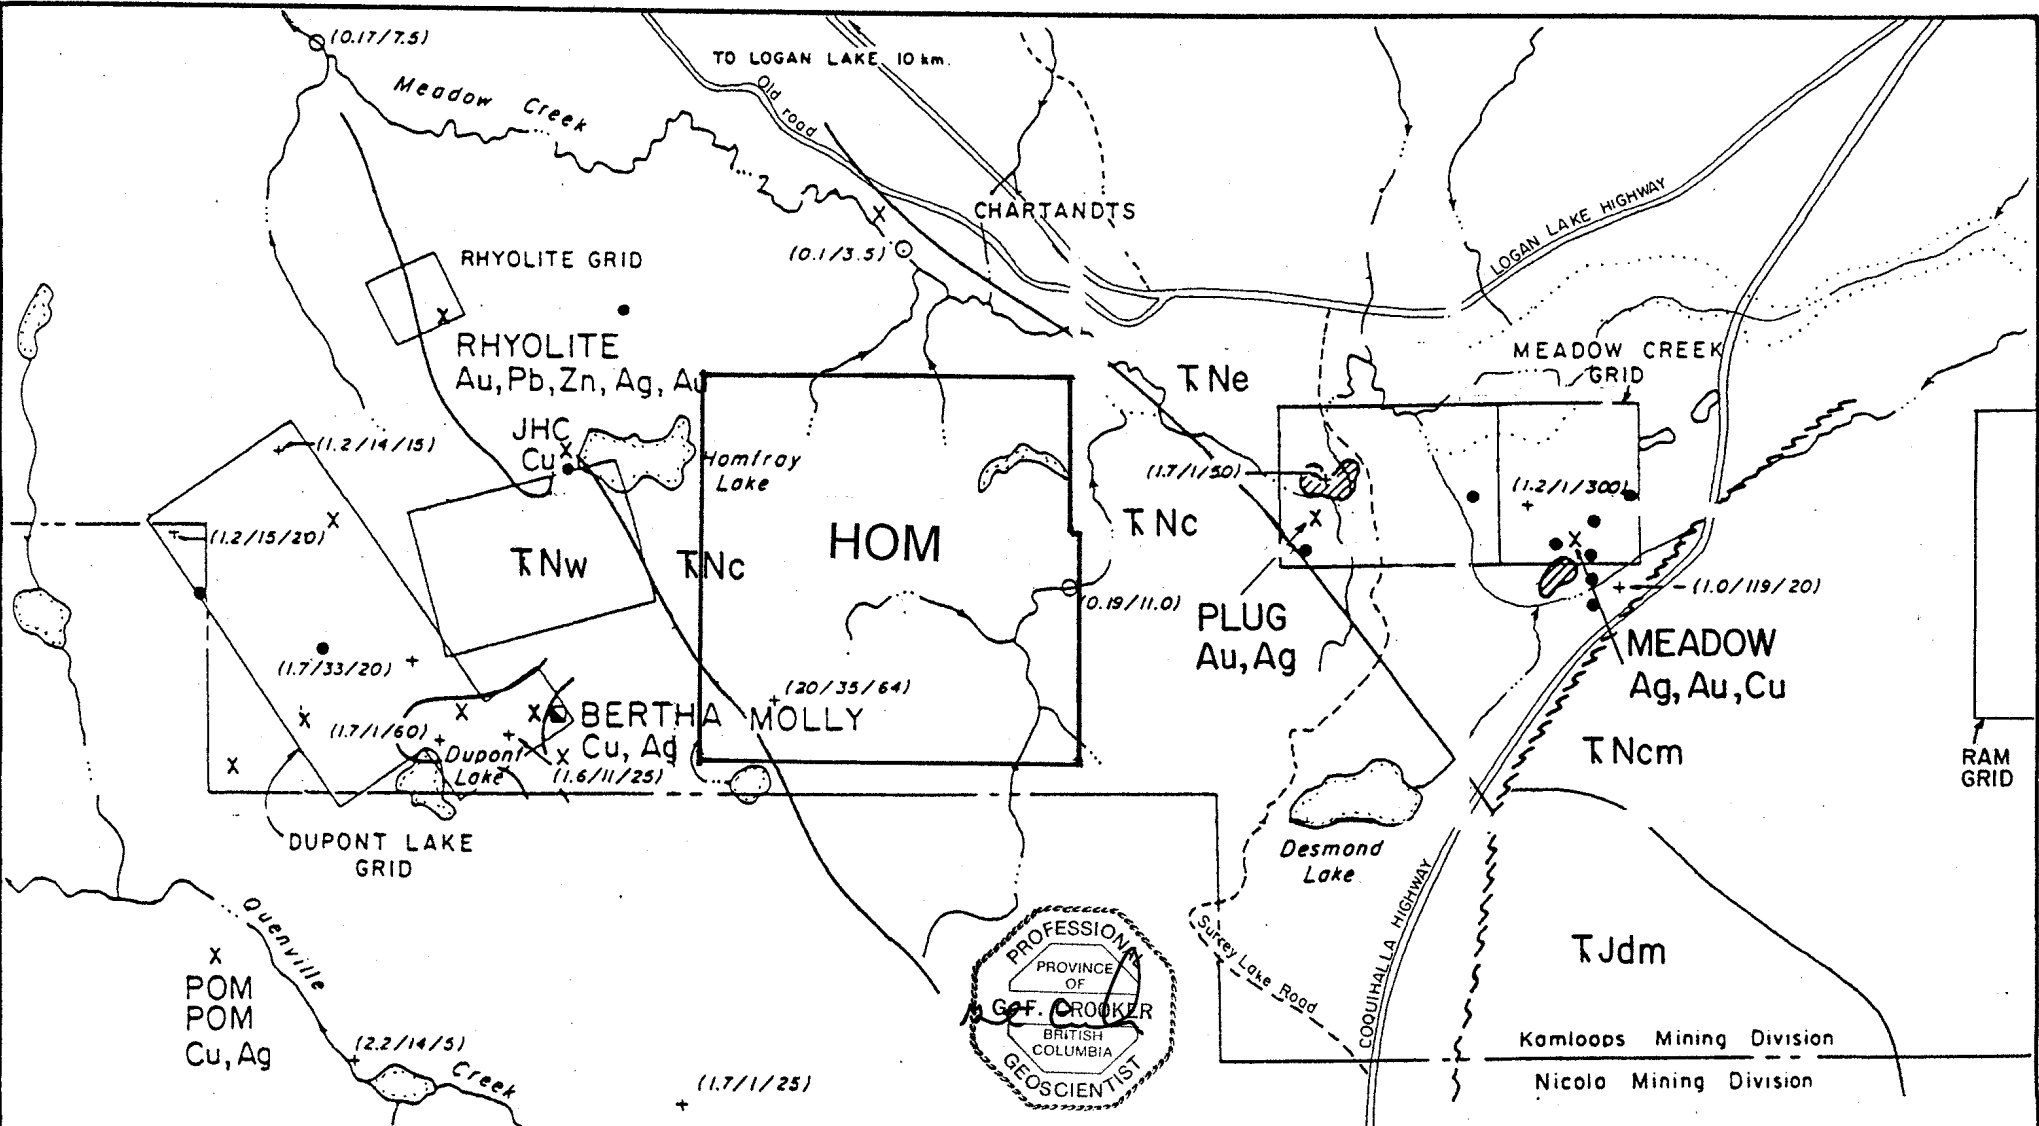 (0.17/7.5)
TO LOGAN LAKE 10 km.
Meadow Creek
Old road
CHARTANDTS
(0.1/3.5)
LOGAN LAKE HIGHWAY
RHYOLITE GRID
RHYOLITE
Au, Pb, Zn, Ag, Au
MEADOW CREEK
GRID
ƮNe
JHC
Cu
(1.2/14/15)
Homfray
Lake
(1.7/1/50)
(1.2/1/300)
(1.2/15/20)
HOM
ƮNc
ƮNw
ƮNc
(0.19/11.0)
(1.0/119/20)
PLUG
Au, Ag
MEADOW
Ag, Au, Cu
(1.7/33/20)
(20/35/64)
BERTHA MOLLY
Cu, Ag
(1.7/1/60)
Dupont
Lake
(1.6/11/25)
ƮNcm
RAM
GRID
DUPONT LAKE
GRID
Desmond
Lake
COQUIHALLA HIGHWAY
Quenville Creek
Surrey Lake Road
PROFESSIONAL
PROVINCE
OF
G.F. CROOKER
BRITISH
COLUMBIA
GEOSCIENTIST
ƮJdm
POM
POM
Cu, Ag
(2.2/14/5)
(1.7/1/25)
Kamloops Mining Division
Nicola Mining Division